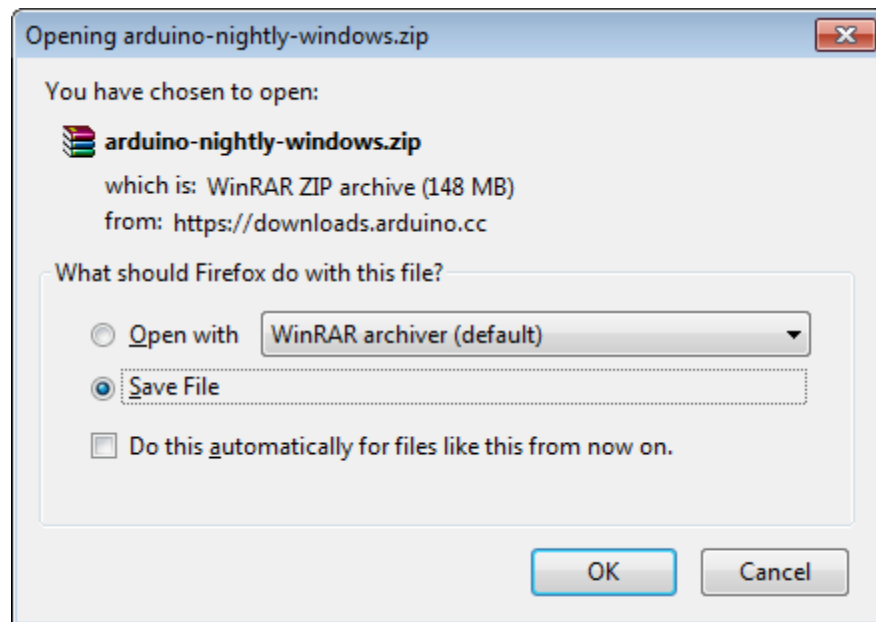 Opening arduino-nightly-windows.zip
You have chosen to open:
arduino-nightly-windows.zip
which is: WinRAR ZIP archive (148 MB)
from: https://downloads.arduino.cc
What should Firefox do with this file?
Open with WinRAR archiver (default)
Save File
Do this automatically for files like this from now on.
OK Cancel